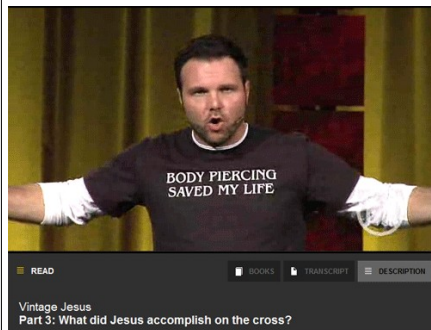 BODY PIERCING
SAVED MY LIFE
READ
BOOKS
TRANSCRIPT
DESCRIPTION
Vintage Jesus
Part 3: What did Jesus accomplish on the cross?